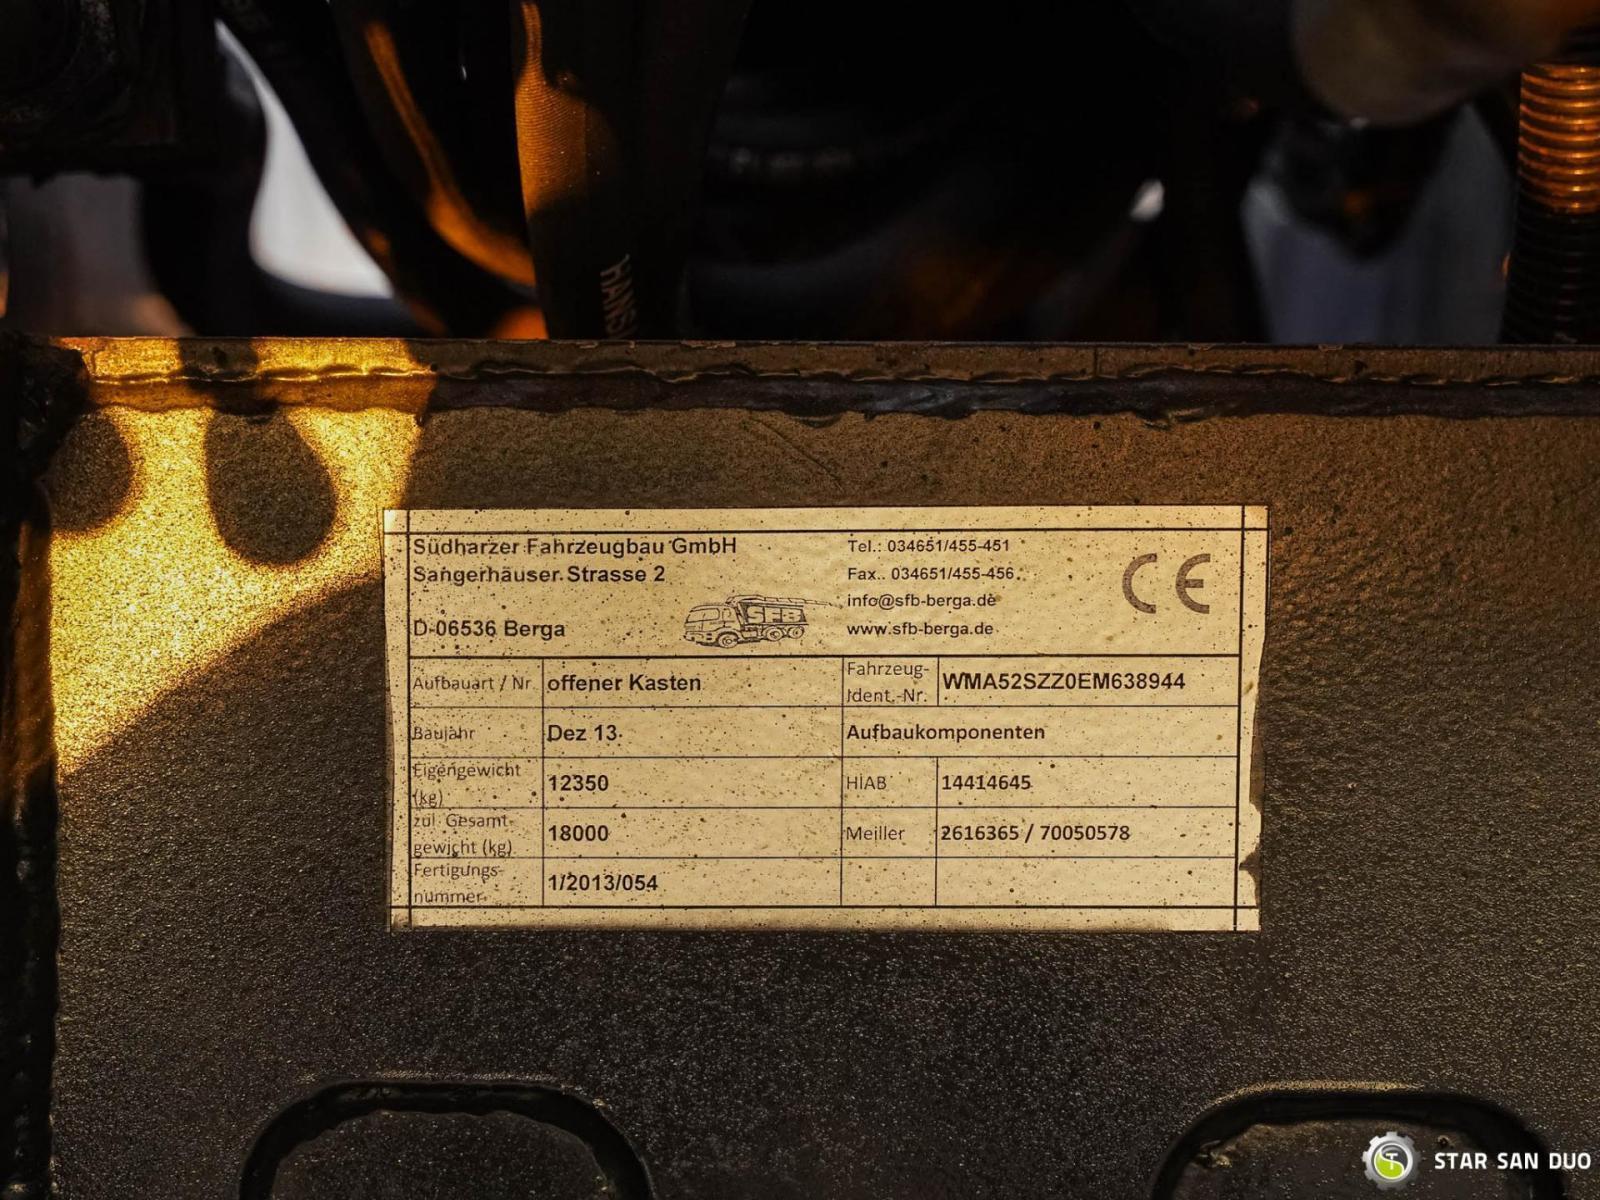 HANS
Südharzer Fahrzeugbau GmbH
Sangerhäuser Strasse 2
D-06536 Berga
Tel.: 034651/455-451
Fax.. 034651/455-456
info@sfb-berga.de
www.sfb-berga.de
SFB
CE
Aufbauart / Nr. offener Kasten
Fahrzeug-
Ident.-Nr. WMA52SZZ0EM638944
Baujahr Dez 13
Aufbaukomponenten
Eigengewicht
(kg) 12350
HIAB 14414645
zul. Gesamt-
gewicht (kg) 18000
Meiller 2616365 / 70050578
Fertigungs-
nummer 1/2013/054
STAR SAN DUO